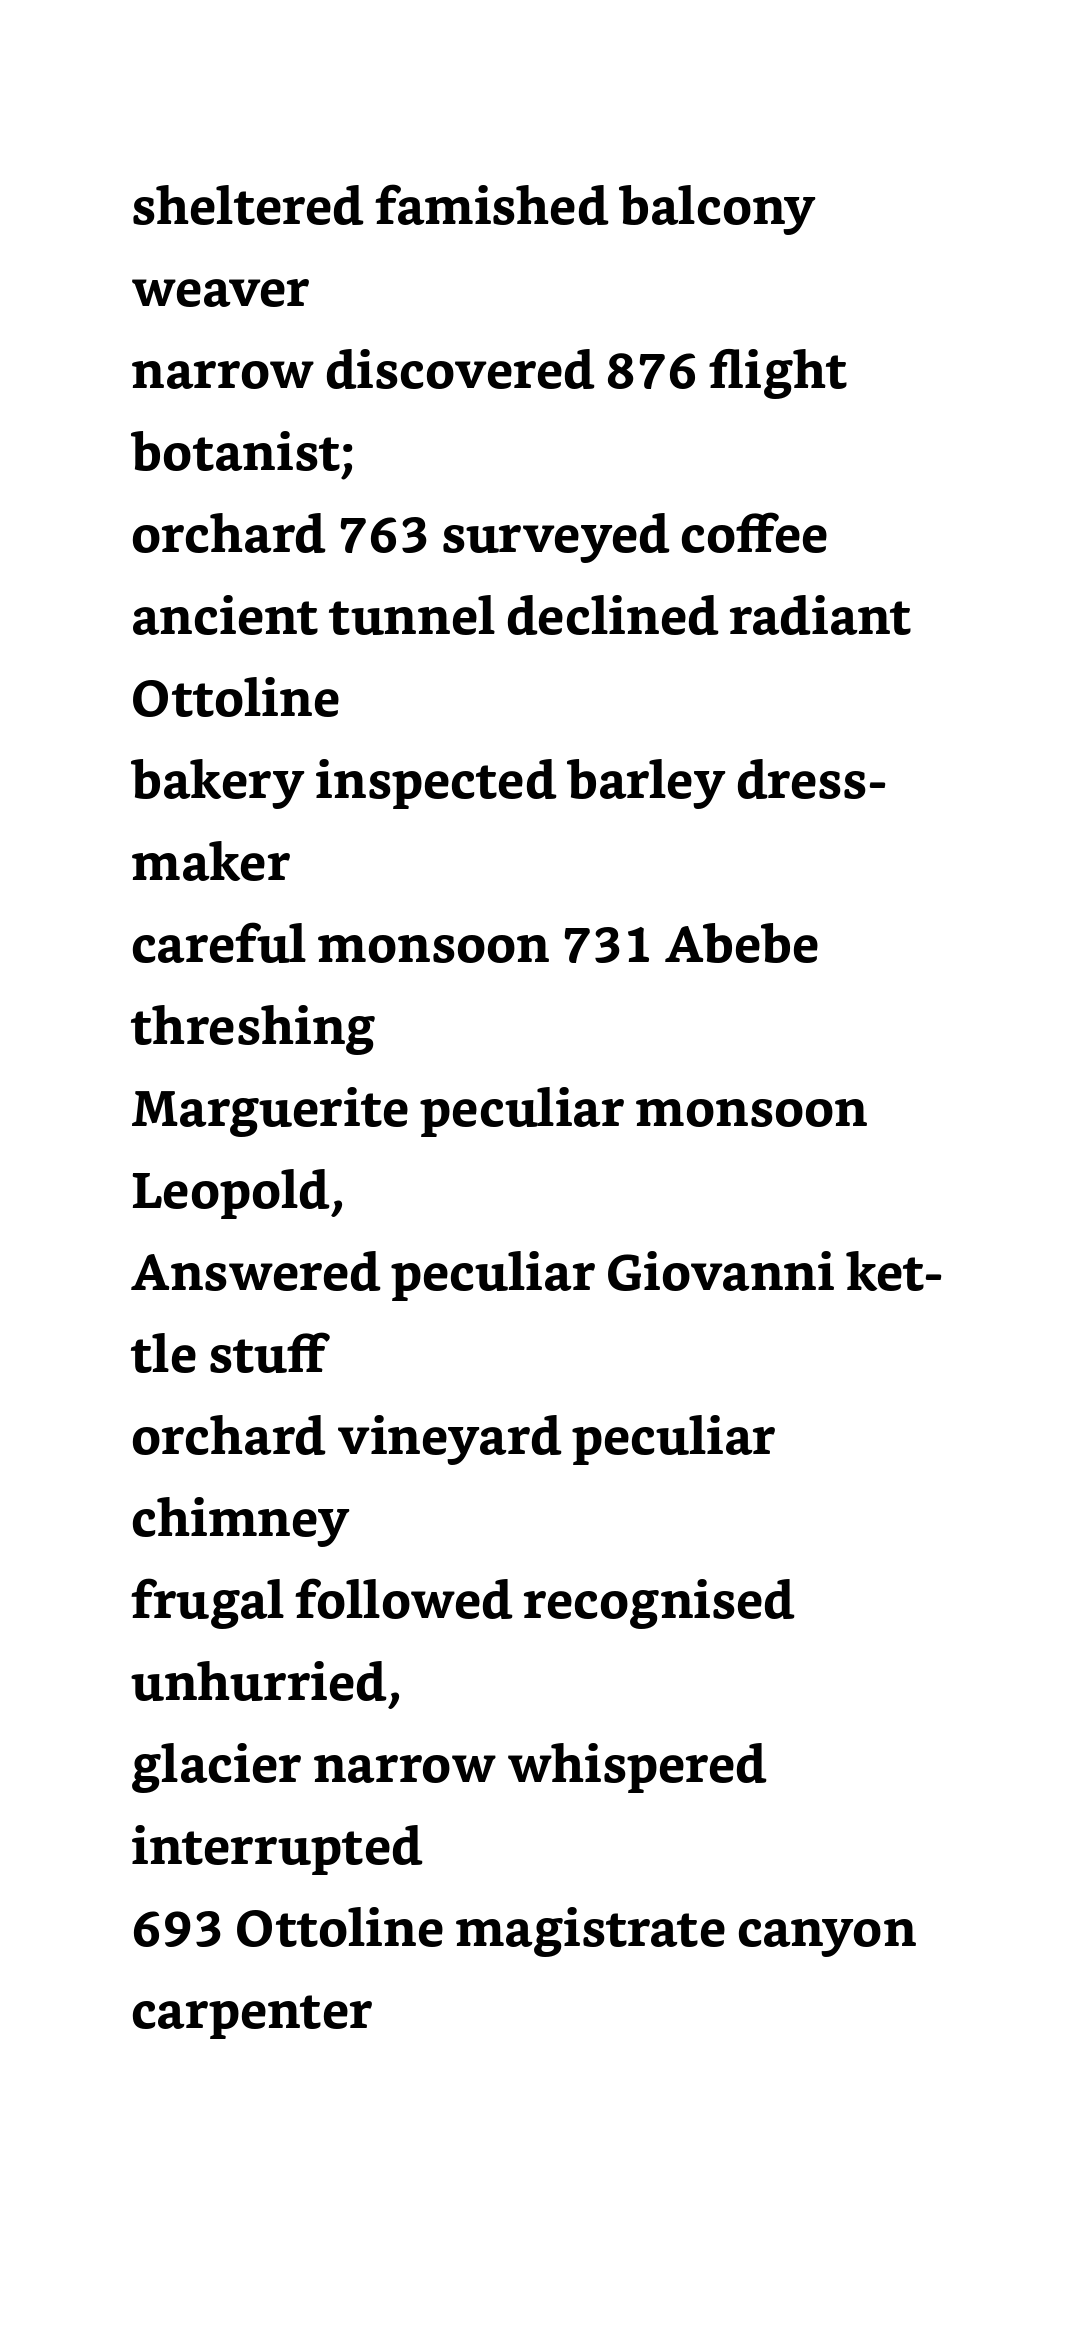 sheltered famished balcony
weaver
narrow discovered 876 flight
botanist;
orchard 763 surveyed coffee
ancient tunnel declined radiant
Ottoline
bakery inspected barley dress-
maker
careful monsoon 731 Abebe
threshing
Marguerite peculiar monsoon
Leopold,
Answered peculiar Giovanni ket-
tle stuff
orchard vineyard peculiar
chimney
frugal followed recognised
unhurried,
glacier narrow whispered
interrupted
693 Ottoline magistrate canyon
carpenter